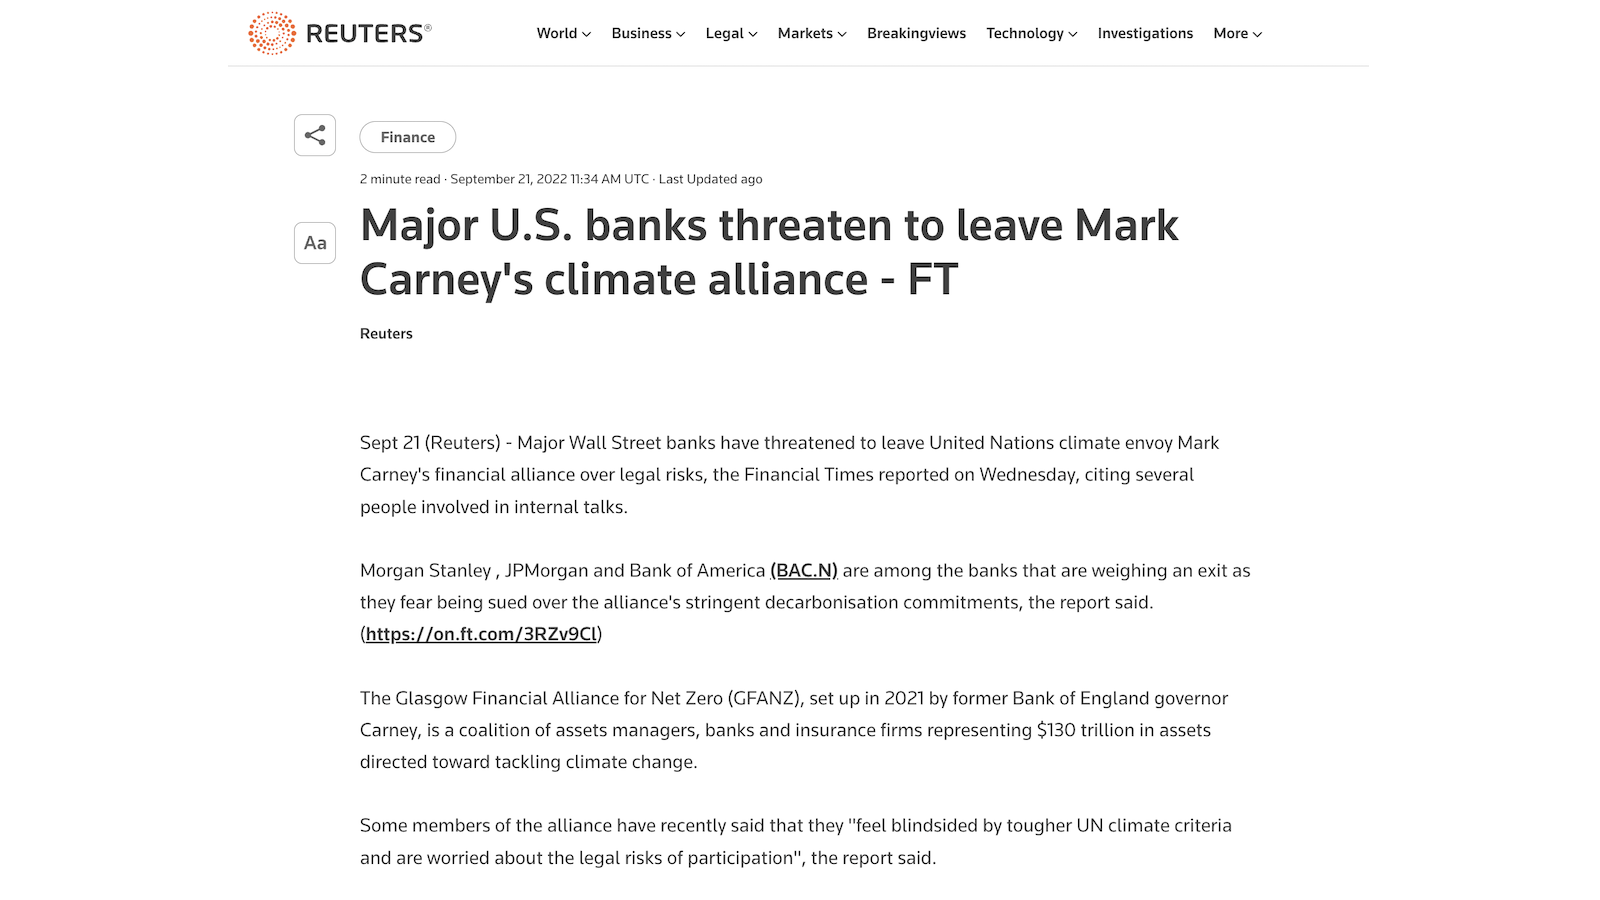 REUTERS®
World Business Legal Markets Breakingviews Technology Investigations More
Finance
2 minute read · September 21, 2022 11:34 AM UTC · Last Updated ago
Aa
Major U.S. banks threaten to leave Mark
Carney's climate alliance - FT
Reuters
Sept 21 (Reuters) - Major Wall Street banks have threatened to leave United Nations climate envoy Mark
Carney's financial alliance over legal risks, the Financial Times reported on Wednesday, citing several
people involved in internal talks.
Morgan Stanley , JPMorgan and Bank of America (BAC.N) are among the banks that are weighing an exit as
they fear being sued over the alliance's stringent decarbonisation commitments, the report said.
(https://on.ft.com/3RZv9Cl)
The Glasgow Financial Alliance for Net Zero (GFANZ), set up in 2021 by former Bank of England governor
Carney, is a coalition of assets managers, banks and insurance firms representing $130 trillion in assets
directed toward tackling climate change.
Some members of the alliance have recently said that they "feel blindsided by tougher UN climate criteria
and are worried about the legal risks of participation", the report said.